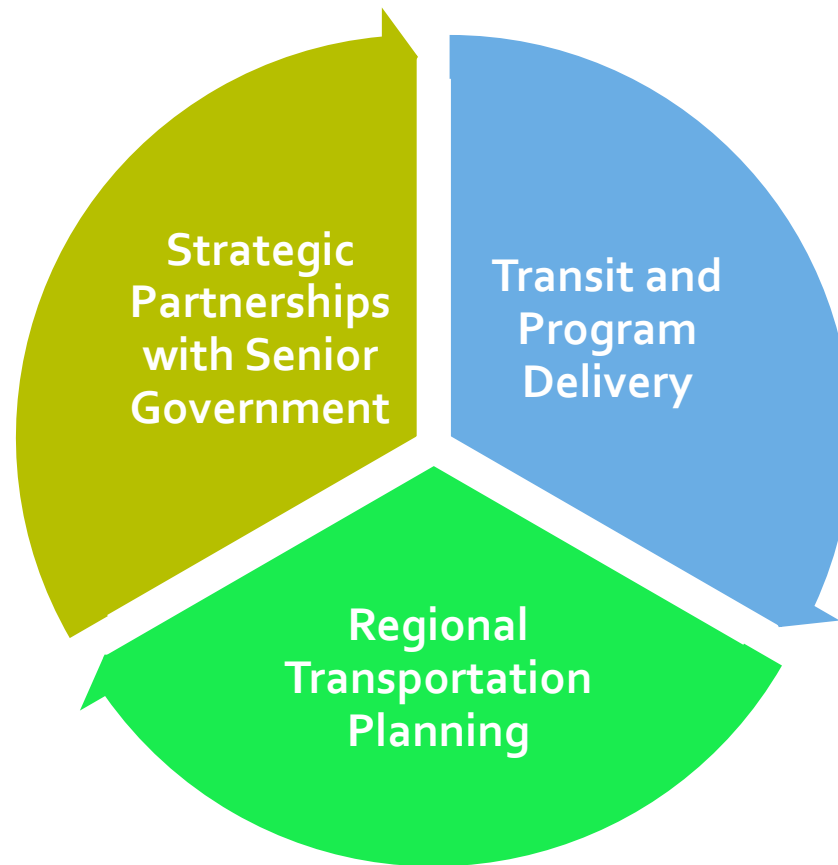 Strategic
Partnerships
with Senior
Government
Transit and
Program
Delivery
Regional
Transportation
Planning